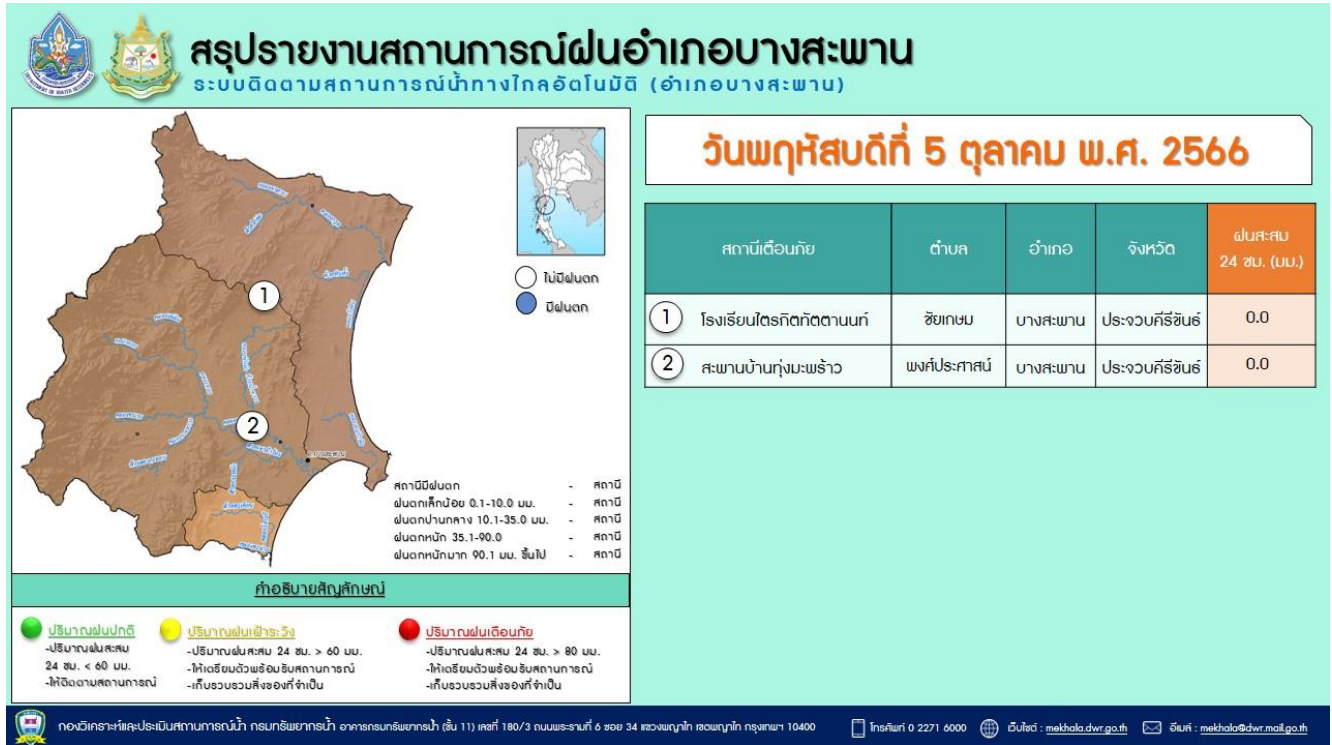 สรุปรายงานสถานการณ์ฝนอำเภอบางสะพาน
ระบบติดตามสถานการณ์น้ำทางไกลอัตโนมัติ (อำเภอบางสะพาน)
วันพฤหัสบดีที่ 5 ตุลาคม พ.ศ. 2566
ไม่มีฝนตก
มีฝนตก
1
2
สถานีมีฝนตก - สถานี
ฝนตกเล็กน้อย 0.1-10.0 มม. - สถานี
ฝนตกปานกลาง 10.1-35.0 มม. - สถานี
ฝนตกหนัก 35.1-90.0 - สถานี
ฝนตกหนักมาก 90.1 มม. ขึ้นไป - สถานี
สถานีเตือนภัย ตำบล อำเภอ จังหวัด ฝนสะสม
24 ชม. (มม.)
1 โรงเรียนไตรกิตทัตตานนท์ ชัยเกษม บางสะพาน ประจวบคีรีขันธ์ 0.0
2 สะพานบ้านทุ่งมะพร้าว พงศ์ประศาสน์ บางสะพาน ประจวบคีรีขันธ์ 0.0
คำอธิบายสัญลักษณ์
ปริมาณฝนปกติ
-ปริมาณฝนสะสม
24 ชม. < 60 มม.
-ให้ติดตามสถานการณ์
ปริมาณฝนเฝ้าระวัง
-ปริมาณฝนสะสม 24 ชม. > 60 มม.
-ให้เตรียมตัวพร้อมรับสถานการณ์
-เก็บรวบรวมสิ่งของที่จำเป็น
ปริมาณฝนเตือนภัย
-ปริมาณฝนสะสม 24 ชม. > 80 มม.
-ให้เตรียมตัวพร้อมรับสถานการณ์
-เก็บรวบรวมสิ่งของที่จำเป็น
กองวิเคราะห์และประเมินสถานการณ์น้ำ กรมทรัพยากรน้ำ อาคารกรมทรัพยากรน้ำ (ชั้น 11) เลขที่ 180/3 ถนนพระรามที่ 6 ซอย 34 แขวงพญาไท เขตพญาไท กรุงเทพฯ 10400 โทรศัพท์ 0 2271 6000 เว็บไซต์ : mekhala.dwr.go.th อีเมล์ : mekhala@dwr.mail.go.th